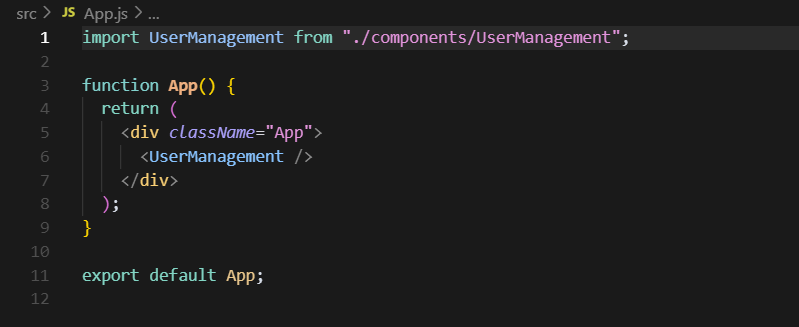 src > JS App.js > ...
1 import UserManagement from "./components/UserManagement";
2
3 function App() {
4   return (
5     <div className="App">
6       <UserManagement />
7     </div>
8   );
9 }
10
11 export default App;
12